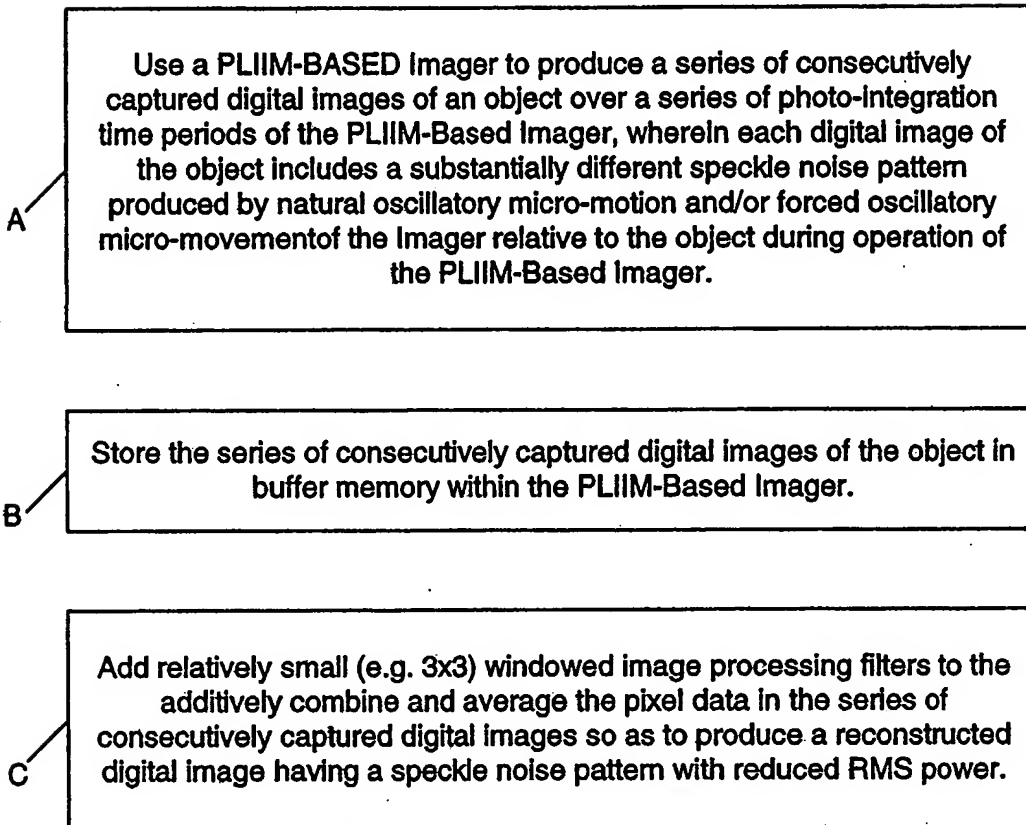 Use a PLIIM-BASED Imager to produce a series of consecutively
captured digital images of an object over a series of photo-integration
time periods of the PLIIM-Based Imager, wherein each digital image of
the object includes a substantially different speckle noise pattern
produced by natural oscillatory micro-motion and/or forced oscillatory
micro-movementof the Imager relative to the object during operation of
the PLIIM-Based Imager.
A
Store the series of consecutively captured digital images of the object in
buffer memory within the PLIIM-Based Imager.
B
Add relatively small (e.g. 3x3) windowed image processing filters to the
additively combine and average the pixel data in the series of
consecutively captured digital images so as to produce a reconstructed
digital image having a speckle noise pattern with reduced RMS power.
C